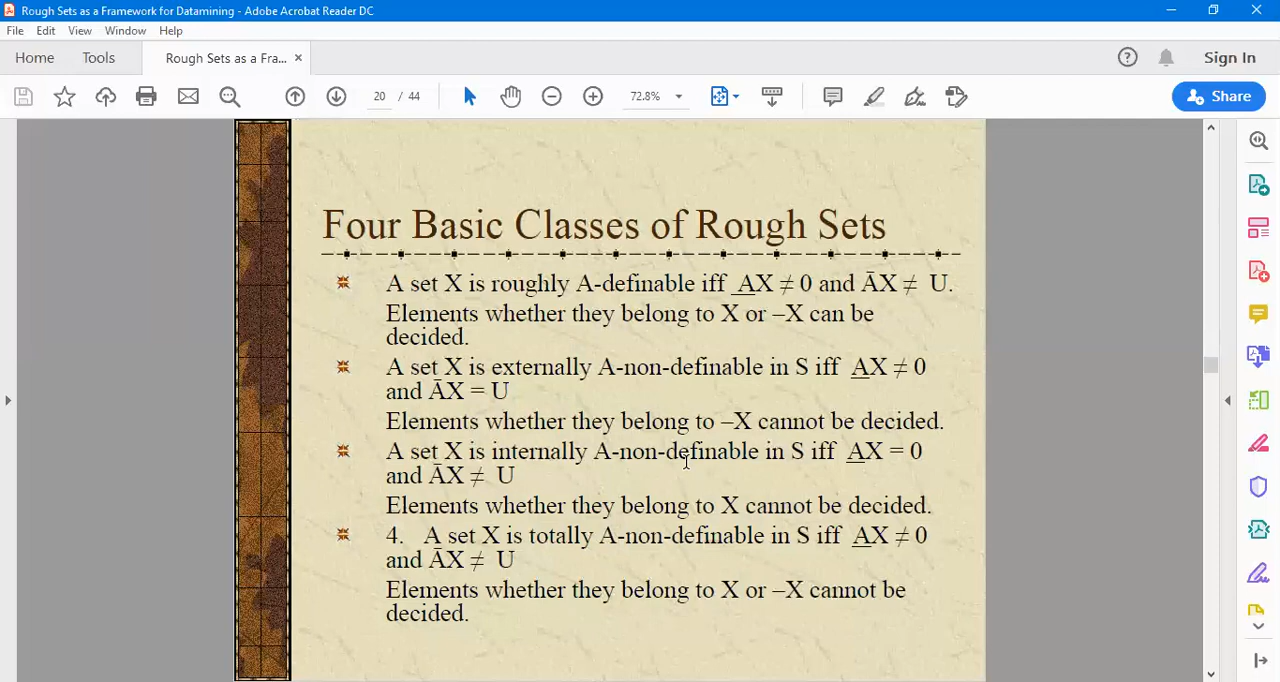 Rough Sets as a Framework for Datamining - Adobe Acrobat Reader DC
File Edit View Window Help
Home Tools Rough Sets as a Fra... × Sign In
20 / 44 72.8% Share
Four Basic Classes of Rough Sets
A set X is roughly A-definable iff A̲X ≠ 0 and ĀX ≠ U.
Elements whether they belong to X or –X can be
decided.
A set X is externally A-non-definable in S iff A̲X ≠ 0
and ĀX = U
Elements whether they belong to –X cannot be decided.
A set X is internally A-non-definable in S iff A̲X = 0
and ĀX ≠ U
Elements whether they belong to X cannot be decided.
4. A set X is totally A-non-definable in S iff A̲X ≠ 0
and ĀX ≠ U
Elements whether they belong to X or –X cannot be
decided.